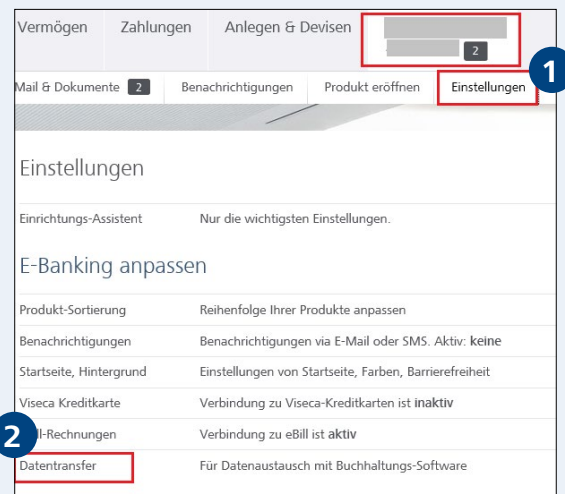 Vermögen Zahlungen Anlegen & Devisen
2
1
Mail & Dokumente 2 Benachrichtigungen Produkt eröffnen Einstellungen
Einstellungen
Einrichtungs-Assistent Nur die wichtigsten Einstellungen.
E-Banking anpassen
Produkt-Sortierung Reihenfolge Ihrer Produkte anpassen
Benachrichtigungen Benachrichtigungen via E-Mail oder SMS. Aktiv: keine
Startseite, Hintergrund Einstellungen von Startseite, Farben, Barrierefreiheit
Viseca Kreditkarte Verbindung zu Viseca-Kreditkarten ist inaktiv
2
ll-Rechnungen Verbindung zu eBill ist aktiv
Datentransfer Für Datenaustausch mit Buchhaltungs-Software